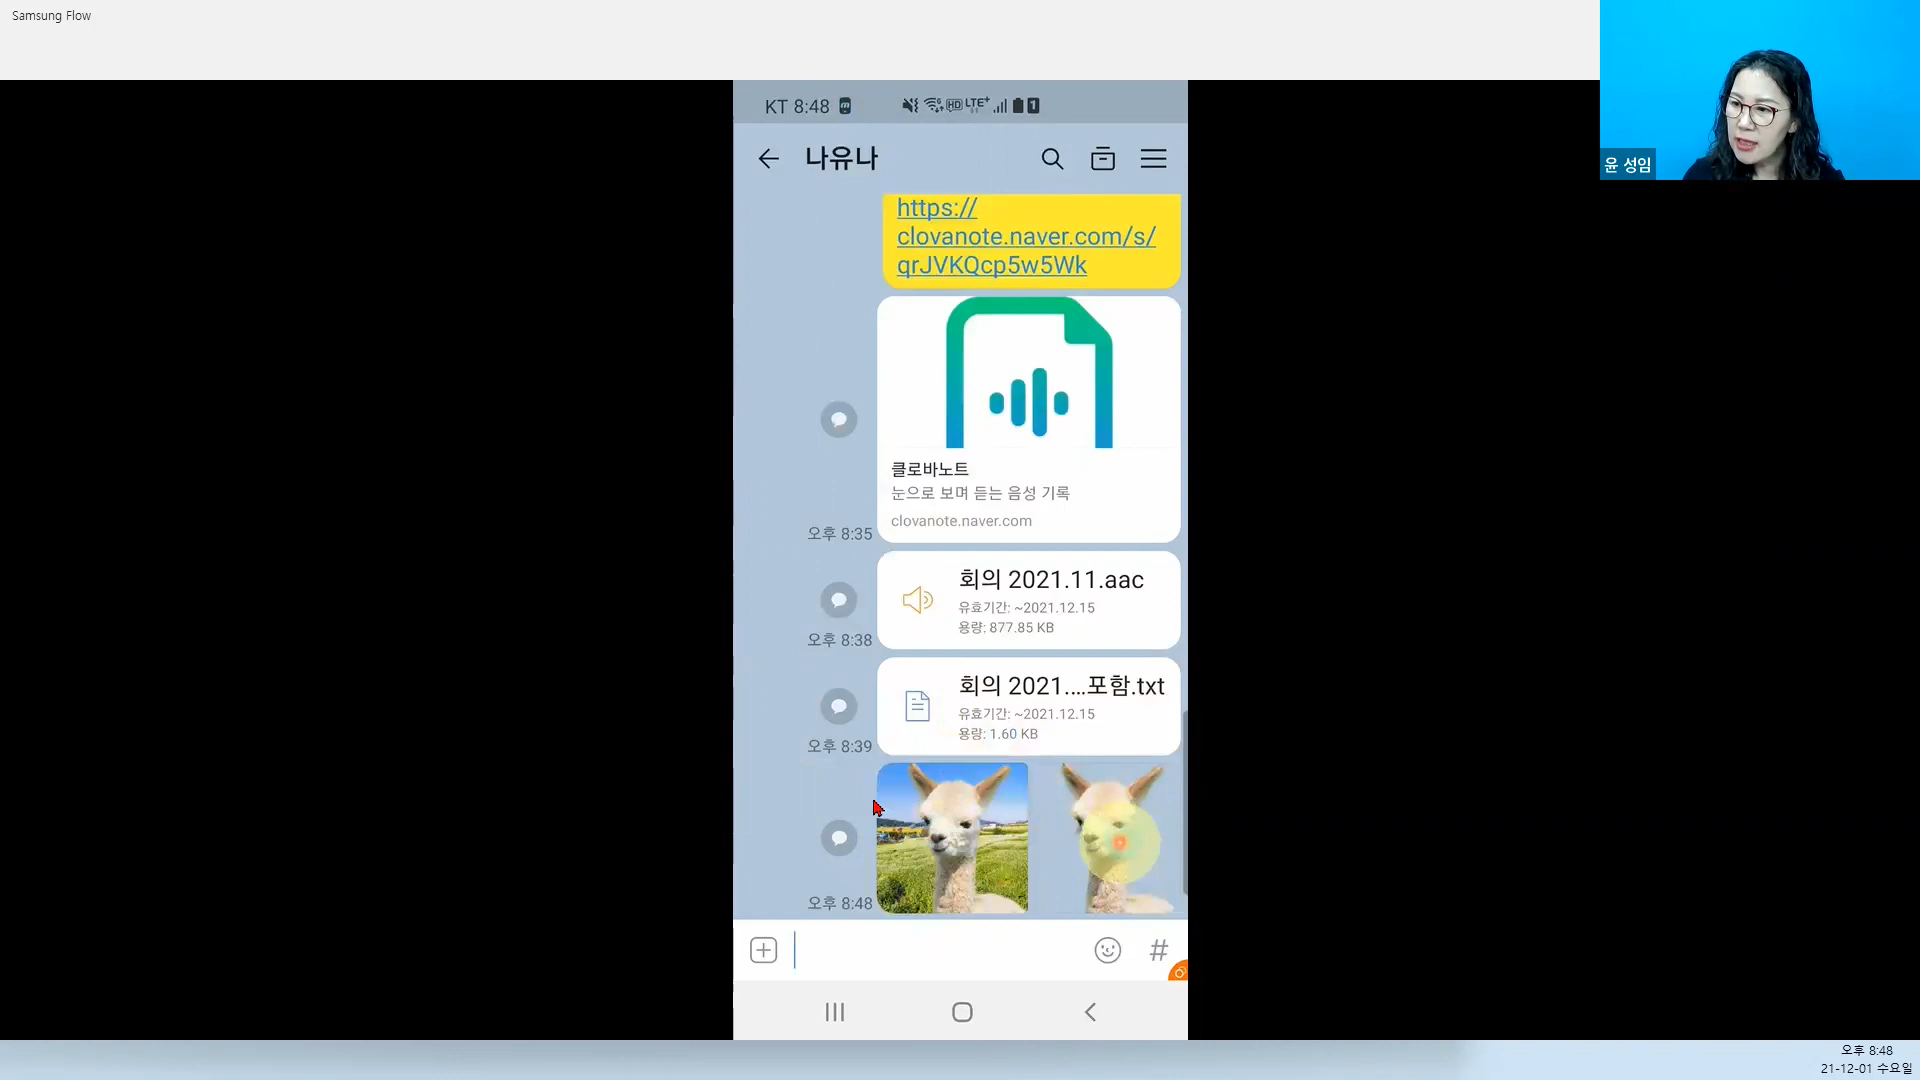 Samsung Flow
윤 성임
KT 8:48
HD LTE+ 1
나유나
https://
clovanote.naver.com/s/
qrJVKQcp5w5Wk
클로바노트
눈으로 보며 듣는 음성 기록
clovanote.naver.com
오후 8:35
회의 2021.11.aac
유효기간: ~2021.12.15
용량: 877.85 KB
오후 8:38
회의 2021....포함.txt
유효기간: ~2021.12.15
용량: 1.60 KB
오후 8:39
오후 8:48
#
오후 8:48
21-12-01 수요일